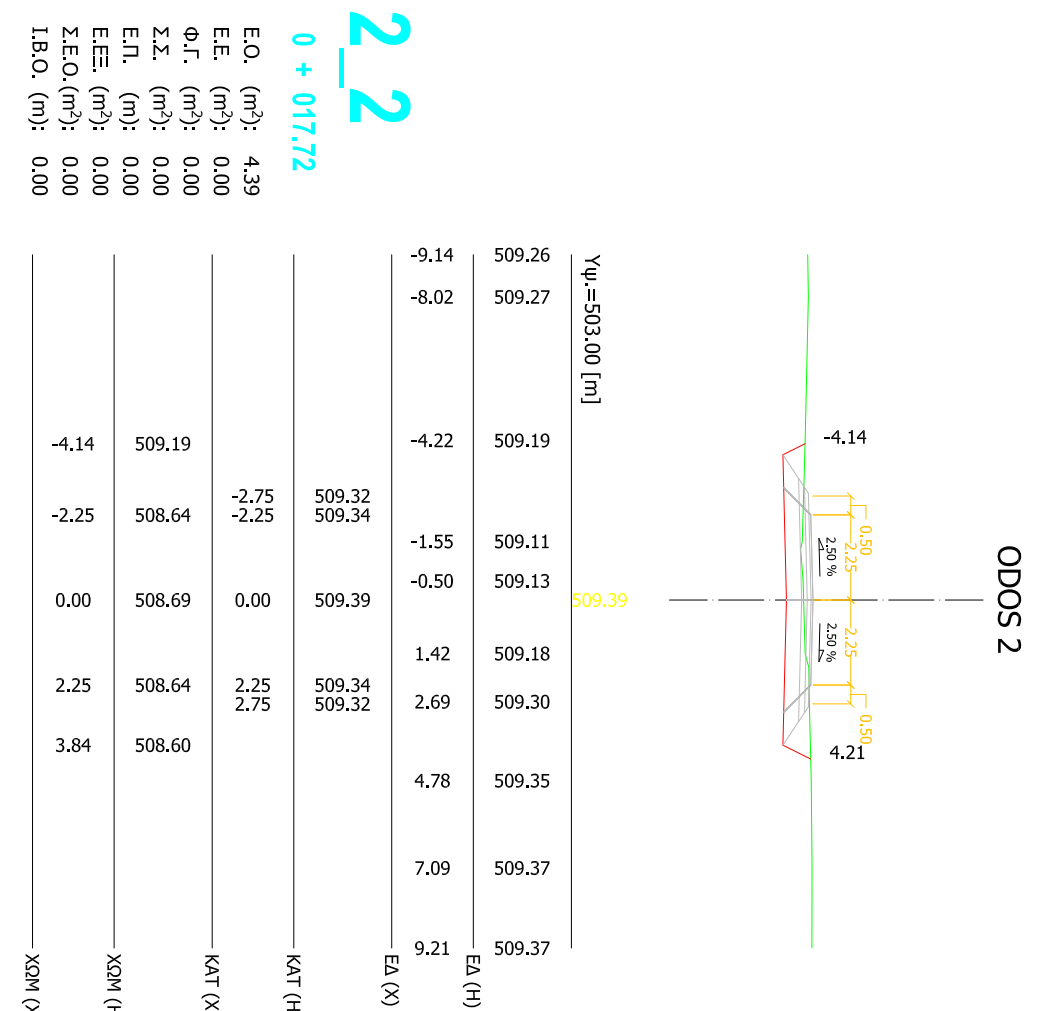 ODOS 2
-4.14
0.50
2.25
2.50 %
2.50 %
2.25
0.50
4.21
509.39
Υψ.=503.00 [m]
509.26 509.27 509.19 509.11 509.13 509.18 509.30 509.35 509.37 509.37
ΕΔ (Η)
-9.14 -8.02 -4.22 -1.55 -0.50 1.42 2.69 4.78 7.09 9.21
ΕΔ (Χ)
509.32 509.34 509.39 509.34 509.32
ΚΑΤ (Η
-2.75 -2.25 0.00 2.25 2.75
ΚΑΤ (Χ
509.19 508.64 508.69 508.64 508.60
ΧΩΜ (Η
-4.14 -2.25 0.00 2.25 3.84
ΧΩΜ (Χ
2_2
0 + 017.72
Ε.Ο. (m²): 4.39
Ε.Ε. (m²): 0.00
Φ.Γ. (m²): 0.00
Σ.Σ. (m²): 0.00
Ε.Π. (m): 0.00
Ε.ΕΞ. (m²): 0.00
Σ.Ε.Ο.(m²): 0.00
Ι.Β.Ο. (m): 0.00